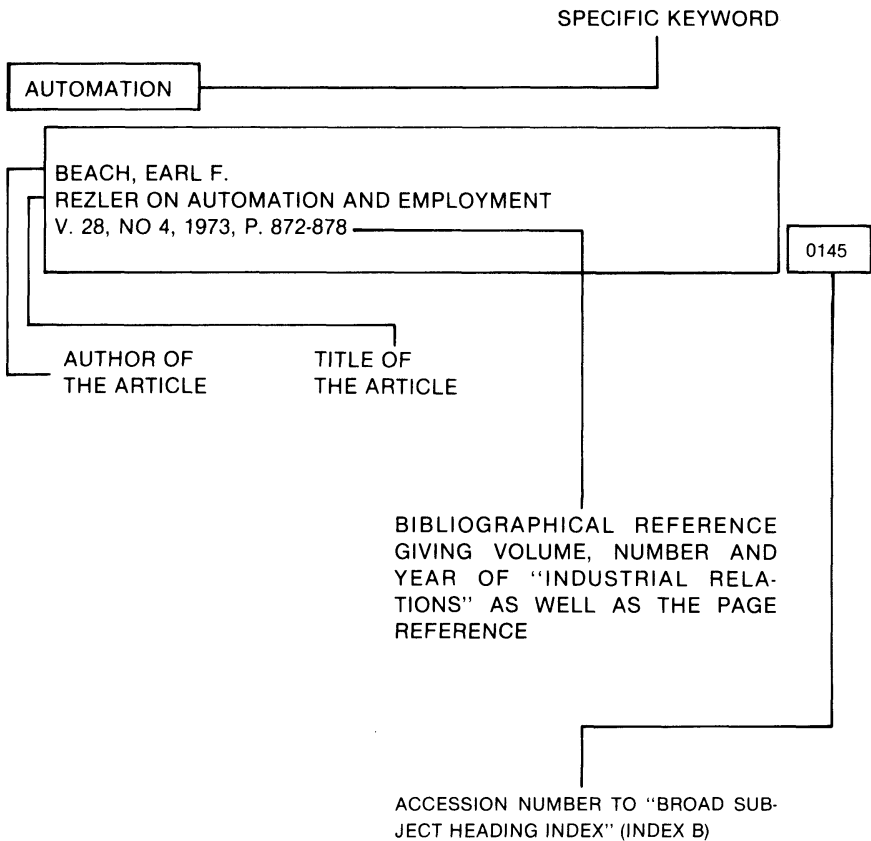 SPECIFIC KEYWORD
AUTOMATION
BEACH, EARL F.
REZLER ON AUTOMATION AND EMPLOYMENT
V. 28, NO 4, 1973, P. 872-878
0145
AUTHOR OF
THE ARTICLE
TITLE OF
THE ARTICLE
BIBLIOGRAPHICAL REFERENCE
GIVING VOLUME, NUMBER AND
YEAR OF "INDUSTRIAL RELA-
TIONS" AS WELL AS THE PAGE
REFERENCE
ACCESSION NUMBER TO "BROAD SUB-
JECT HEADING INDEX" (INDEX B)